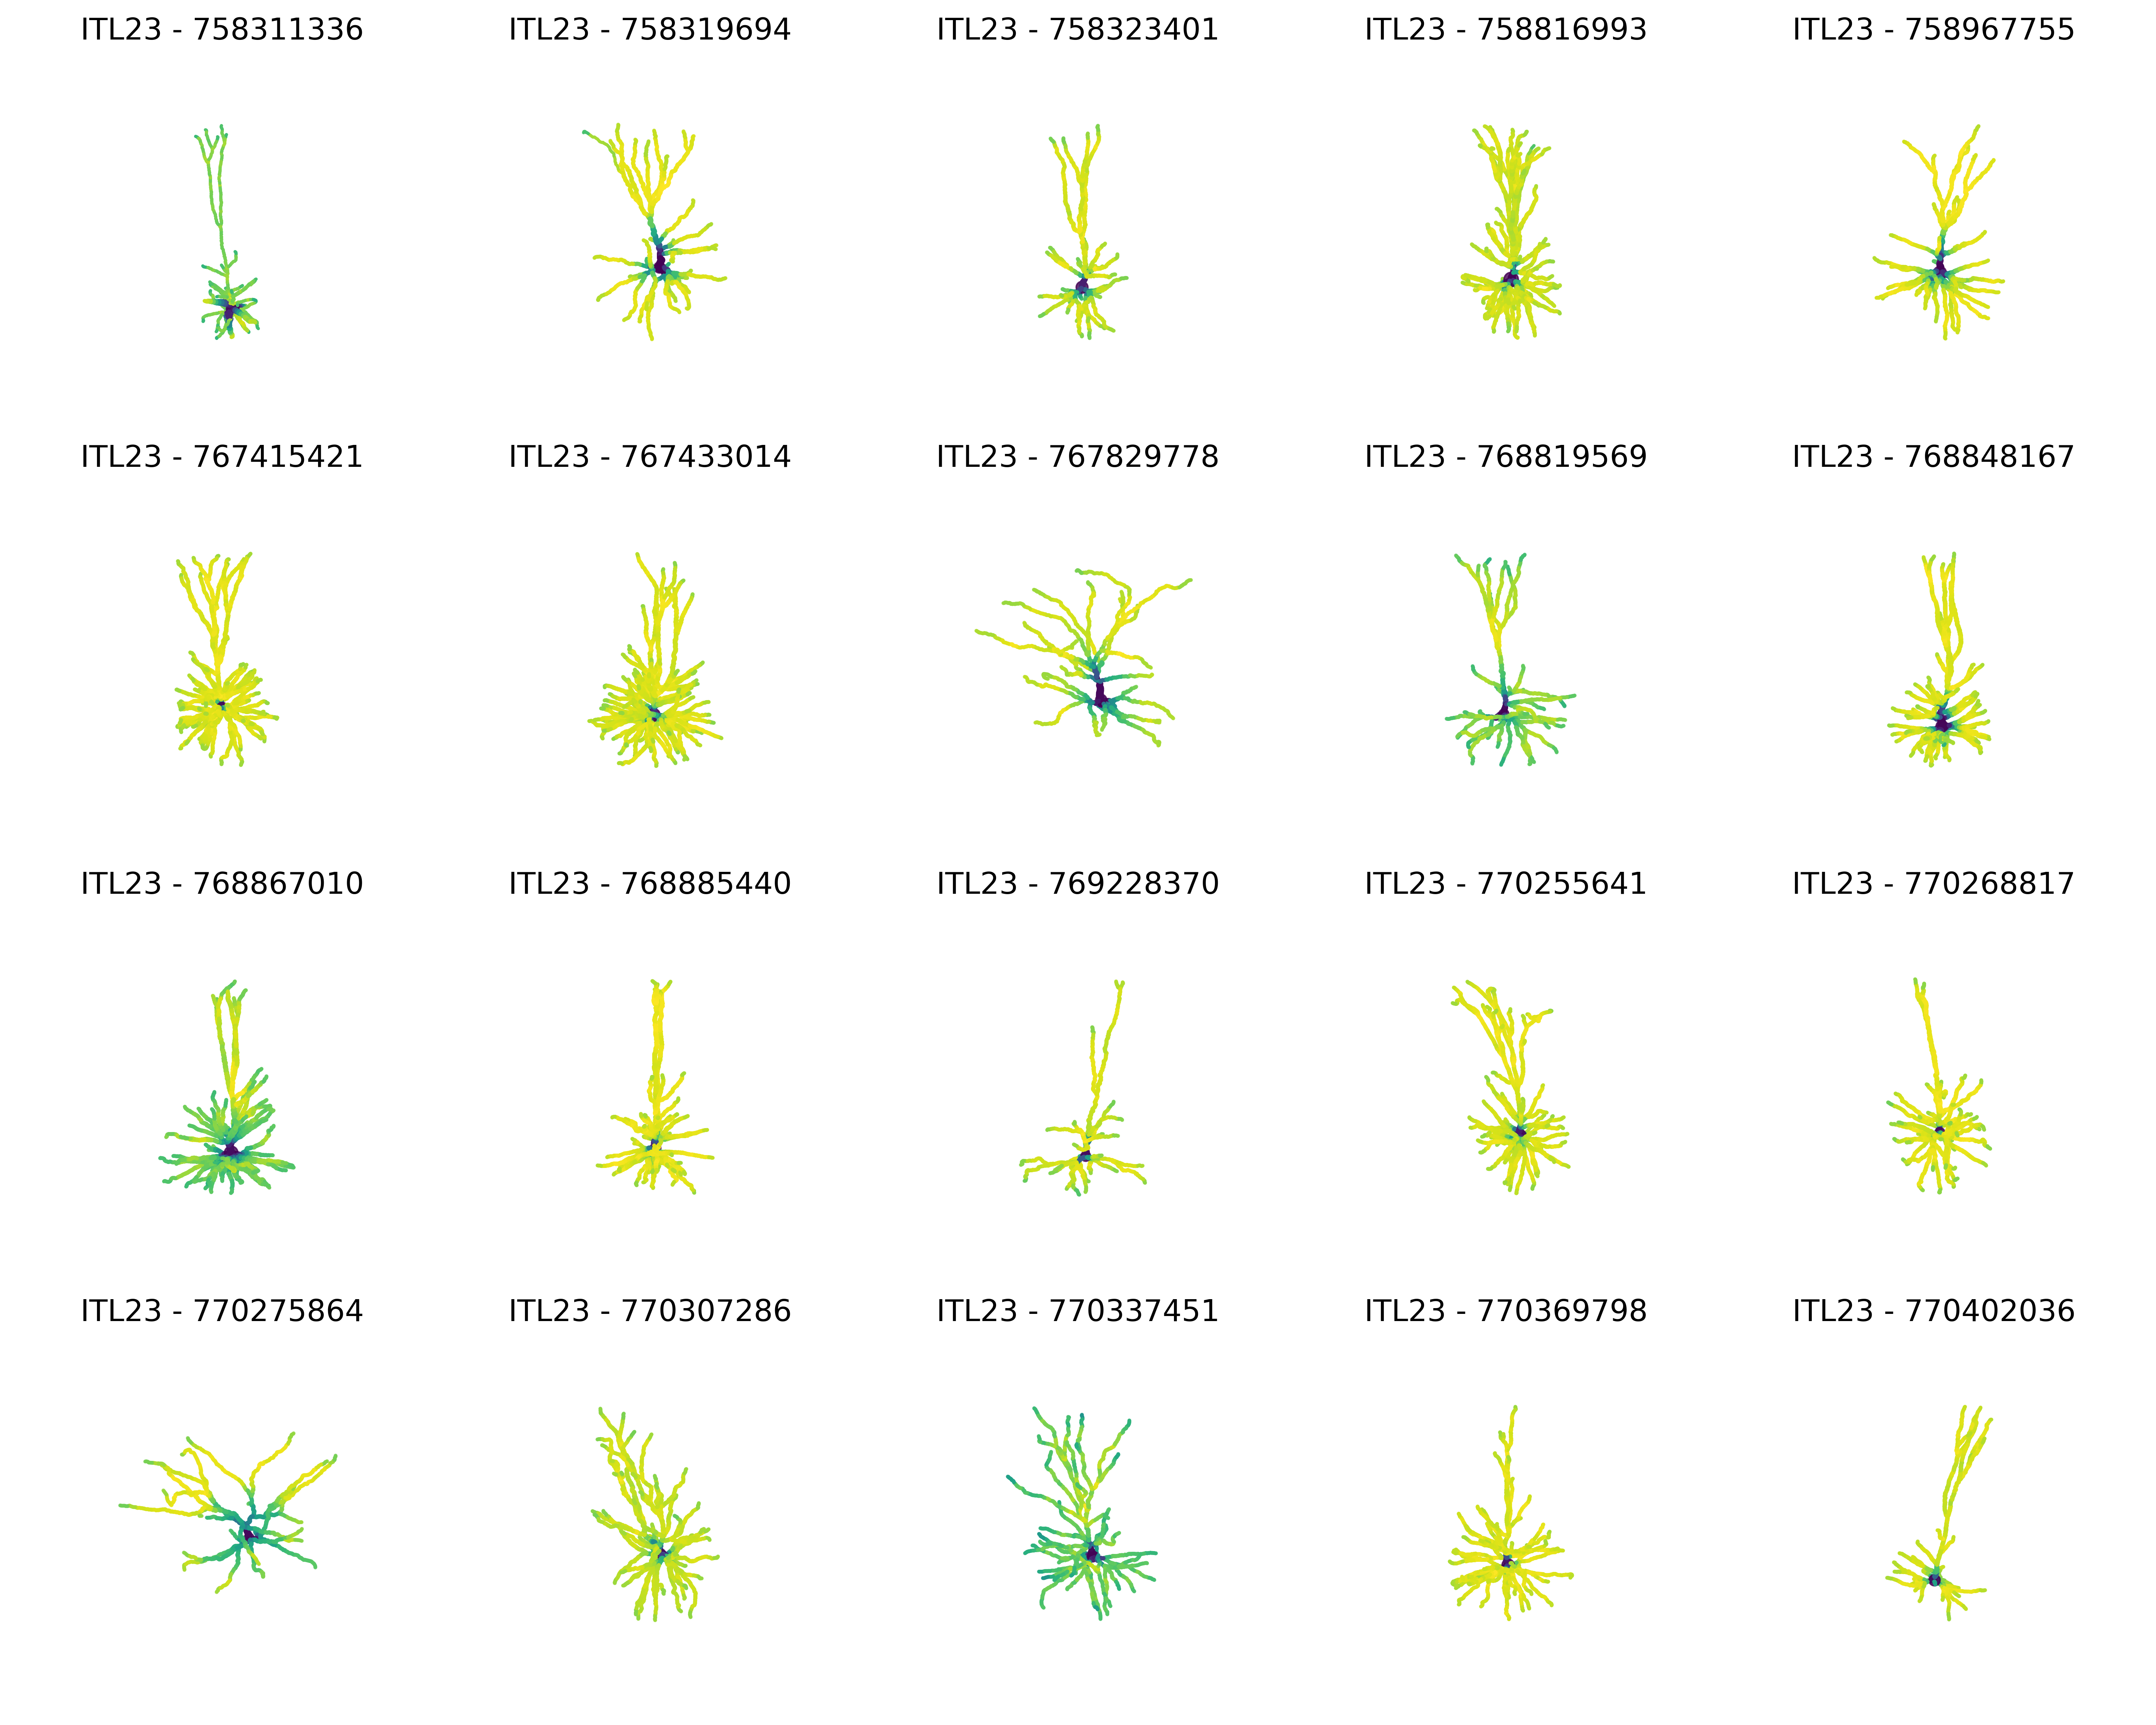 ITL23 - 758311336
ITL23 - 758319694
ITL23 - 758323401
ITL23 - 758816993
ITL23 - 758967755
ITL23 - 767415421
ITL23 - 767433014
ITL23 - 767829778
ITL23 - 768819569
ITL23 - 768848167
ITL23 - 768867010
ITL23 - 768885440
ITL23 - 769228370
ITL23 - 770255641
ITL23 - 770268817
ITL23 - 770275864
ITL23 - 770307286
ITL23 - 770337451
ITL23 - 770369798
ITL23 - 770402036